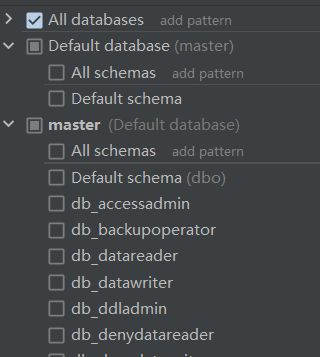 All databases add pattern
Default database (master)
All schemas add pattern
Default schema
master (Default database)
All schemas add pattern
Default schema (dbo)
db_accessadmin
db_backupoperator
db_datareader
db_datawriter
db_ddladmin
db_denydatareader